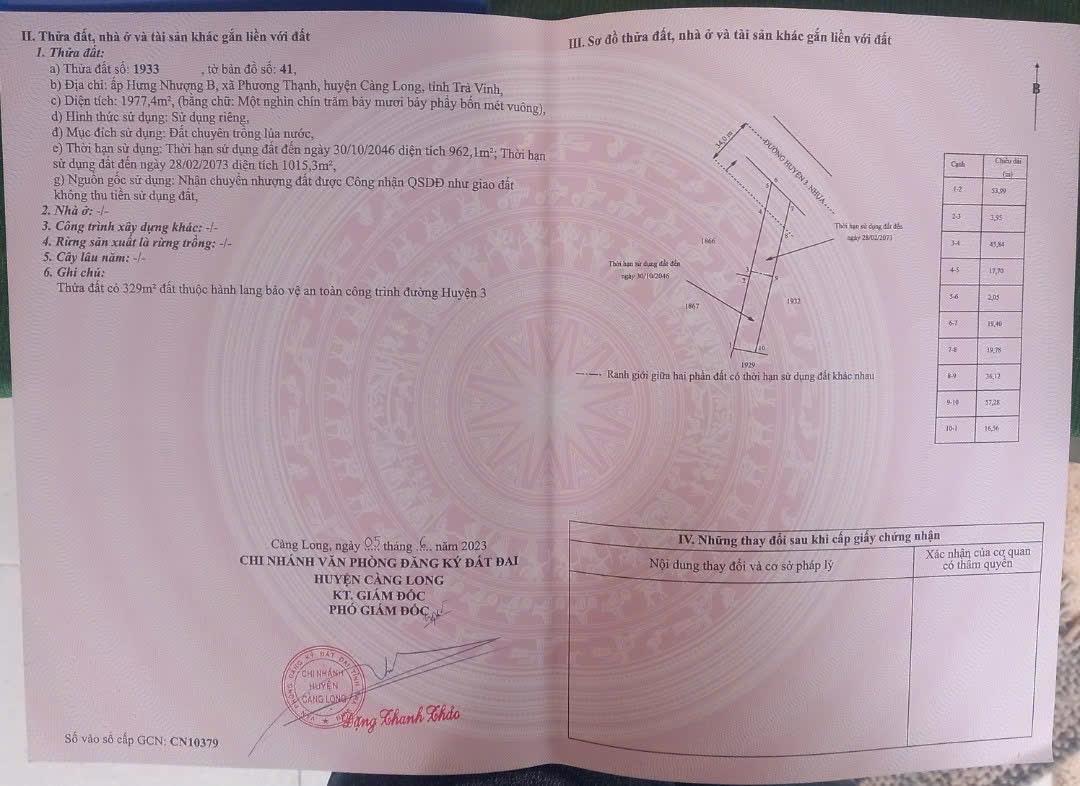 II. Thửa đất, nhà ở và tài sản khác gắn liền với đất
1. Thửa đất:
a) Thửa đất số: 1933 , tờ bản đồ số: 41,
b) Địa chỉ: ấp Hưng Nhượng B, xã Phương Thạnh, huyện Càng Long, tỉnh Trà Vinh,
c) Diện tích: 1977,4m², (bằng chữ: Một nghìn chín trăm bảy mươi bảy phẩy bốn mét vuông),
d) Hình thức sử dụng: Sử dụng riêng,
đ) Mục đích sử dụng: Đất chuyên trồng lúa nước,
e) Thời hạn sử dụng: Thời hạn sử dụng đất đến ngày 30/10/2046 diện tích 962,1m²; Thời hạn
sử dụng đất đến ngày 28/02/2073 diện tích 1015,3m²,
g) Nguồn gốc sử dụng: Nhận chuyển nhượng đất được Công nhận QSDĐ như giao đất
không thu tiền sử dụng đất,
2. Nhà ở: -/-
3. Công trình xây dựng khác: -/-
4. Rừng sản xuất là rừng trồng: -/-
5. Cây lâu năm: -/-
6. Ghi chú:
Thửa đất có 329m² đất thuộc hành lang bảo vệ an toàn công trình đường Huyện 3
Càng Long, ngày 05 tháng 6 năm 2023
CHI NHÁNH VĂN PHÒNG ĐĂNG KÝ ĐẤT ĐAI
HUYỆN CÀNG LONG
KT. GIÁM ĐỐC
PHÓ GIÁM ĐỐC
CHI NHÁNH
HUYỆN
CÀNG LONG
Đặng Thanh Thảo
Số vào sổ cấp GCN: CN10379
III. Sơ đồ thửa đất, nhà ở và tài sản khác gắn liền với đất
B
14,0 m
ĐƯỜNG HUYỆN 3, NHỰA
Thời hạn sử dụng đất đến
ngày 28/02/2073
1866
Thời hạn sử dụng đất đến
ngày 30/10/2046
1867
1932
1929
Ranh giới giữa hai phần đất có thời hạn sử dụng đất khác nhau
Cạnh Chiều dài
(m)
1-2 53,99
2-3 3,95
3-4 45,84
4-5 17,70
5-6 2,05
6-7 19,40
7-8 19,78
8-9 36,12
9-10 57,28
10-1 16,56
IV. Những thay đổi sau khi cấp giấy chứng nhận
Nội dung thay đổi và cơ sở pháp lý
Xác nhận của cơ quan
có thẩm quyền